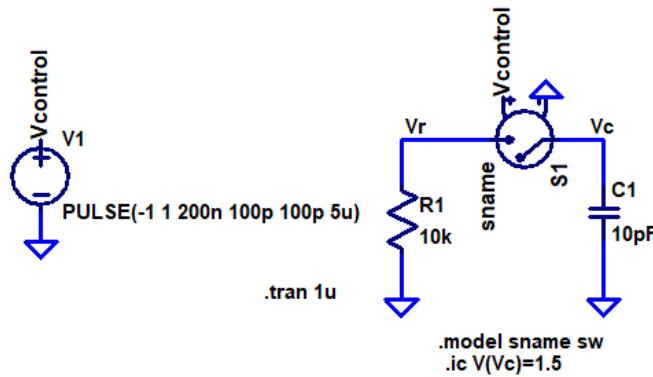 Vcontrol
V1
PULSE(-1 1 200n 100p 100p 5u)
Vcontrol
Vr
Vc
sname
S1
R1
10k
C1
10pF
.tran 1u
.model sname sw
.ic V(Vc)=1.5